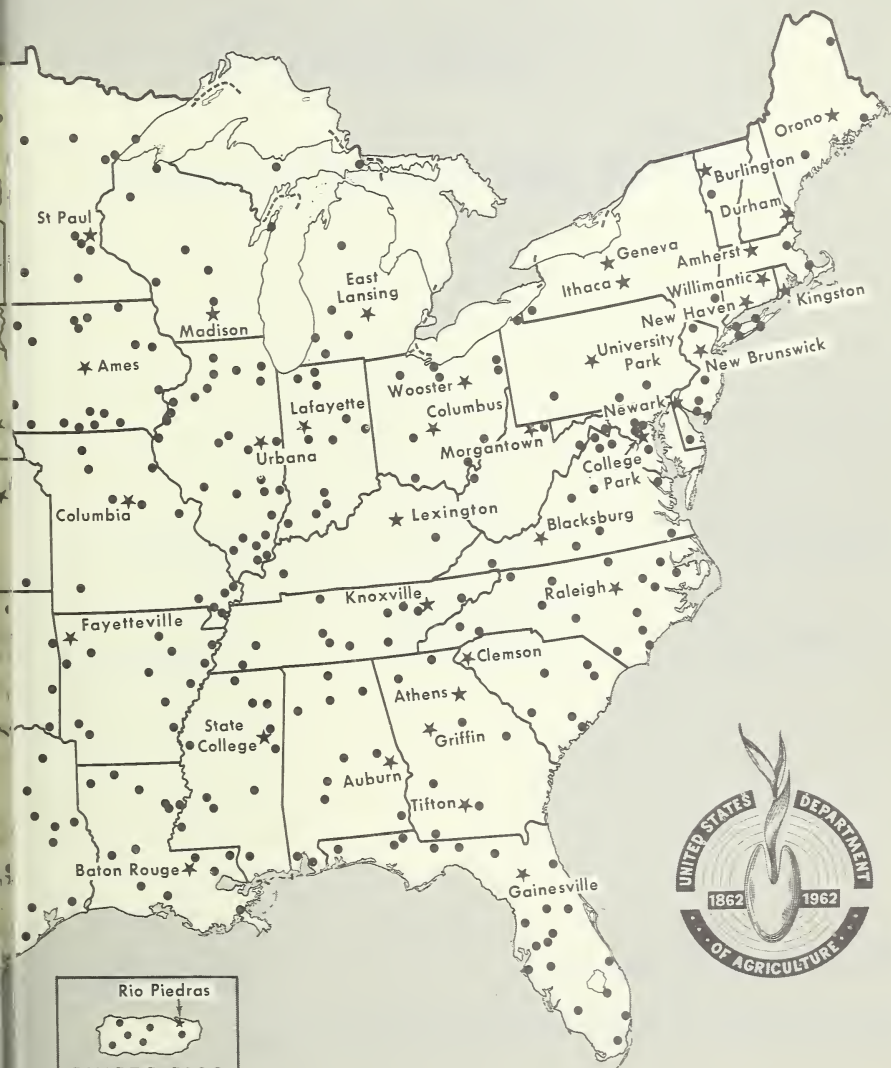 Orono
Burlington
Durham
St Paul
Geneva
Amherst
Ithaca
Willimantic
East
Lansing
New Haven
Kingston
Madison
University
Park
New Brunswick
Ames
Wooster
Lafayette
Columbus
Newark
Morgantown
Urbana
College
Park
Columbia
Lexington
Blacksburg
Knoxville
Raleigh
Fayetteville
Clemson
Athens
State
College
Griffin
Auburn
Tifton
Baton Rouge
Gainesville
UNITED STATES DEPARTMENT
1862 1962
OF AGRICULTURE
Rio Piedras